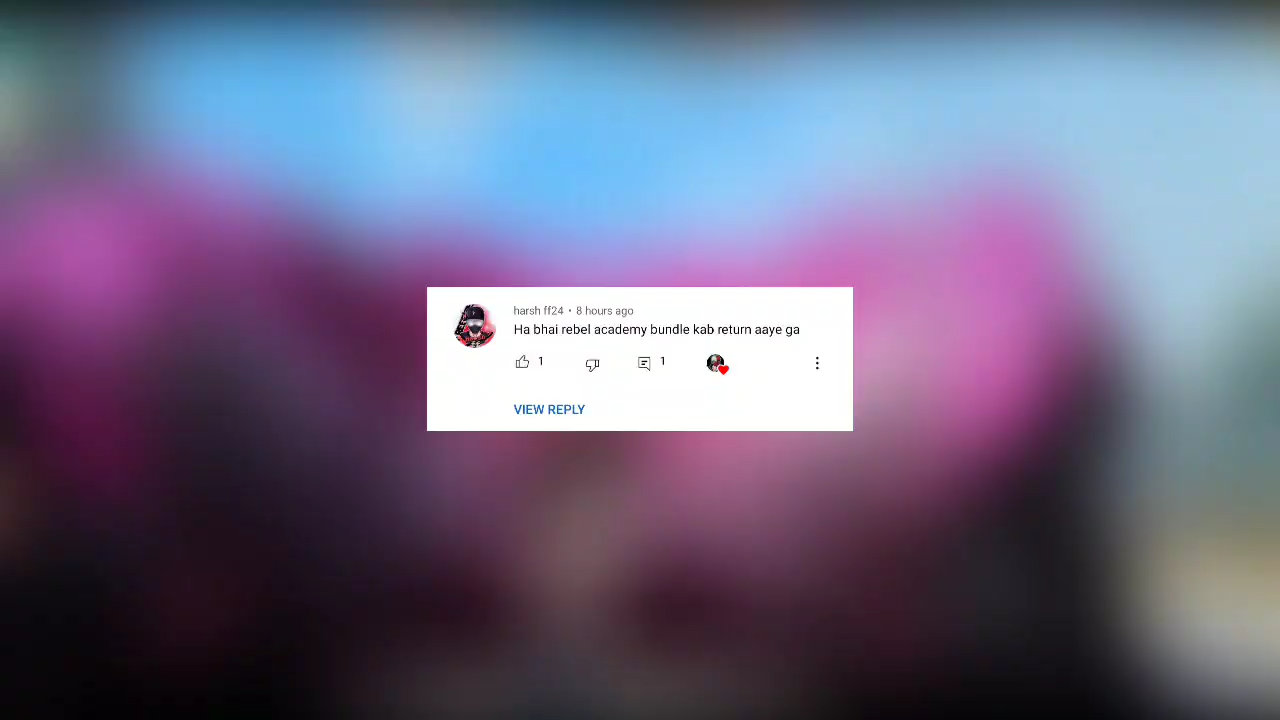 harsh ff24 • 8 hours ago
Ha bhai rebel academy bundle kab return aaye ga
1 1
VIEW REPLY